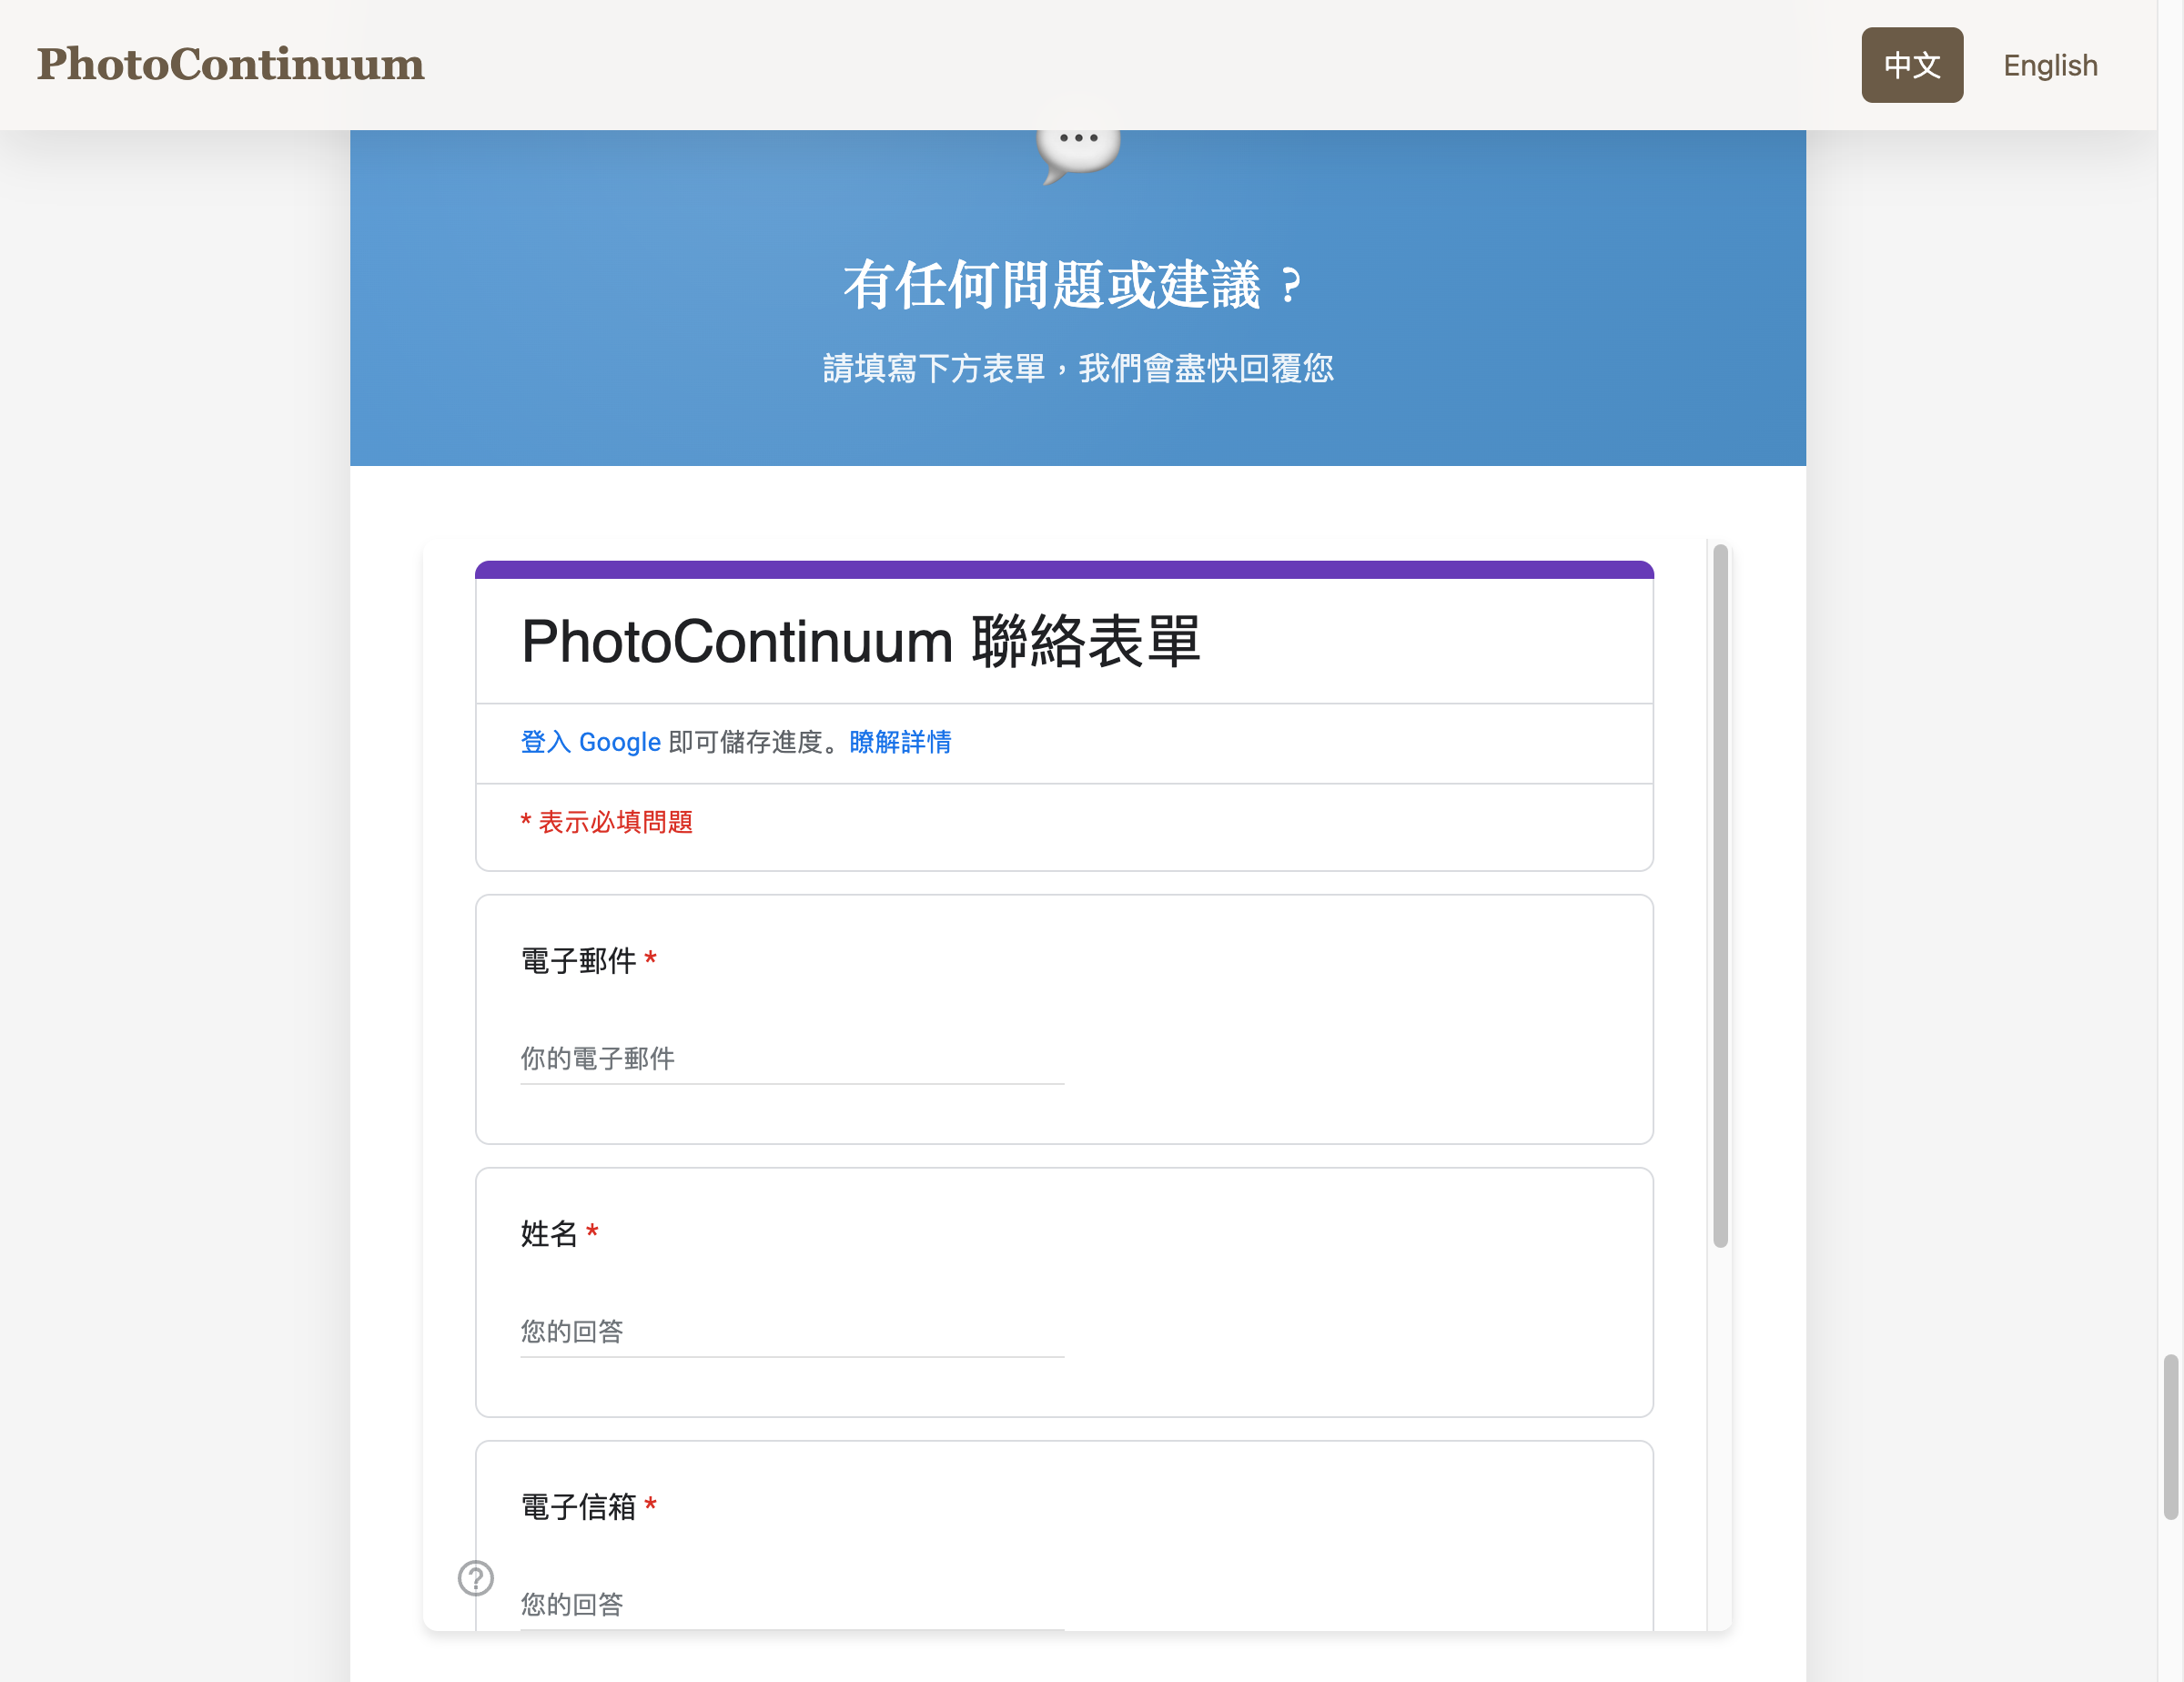 PhotoContinuum
中文
English
有任何問題或建議？
請填寫下方表單，我們會盡快回覆您
PhotoContinuum 聯絡表單
登入 Google 即可儲存進度。瞭解詳情
* 表示必填問題
電子郵件 *
你的電子郵件
姓名 *
您的回答
電子信箱 *
您的回答